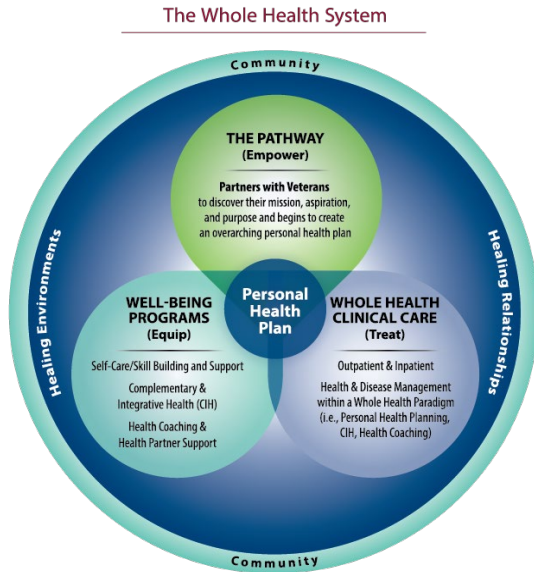 The Whole Health System
Community
THE PATHWAY
(Empower)
Partners with Veterans
to discover their mission, aspiration,
and purpose and begins to create
an overarching personal health plan
Healing Environments
Healing Relationships
Personal
Health
Plan
WELL-BEING
PROGRAMS
(Equip)
Self-Care/Skill Building and Support
Complementary &
Integrative Health (CIH)
Health Coaching &
Health Partner Support
WHOLE HEALTH
CLINICAL CARE
(Treat)
Outpatient & Inpatient
Health & Disease Management
within a Whole Health Paradigm
(i.e., Personal Health Planning,
CIH, Health Coaching)
Community